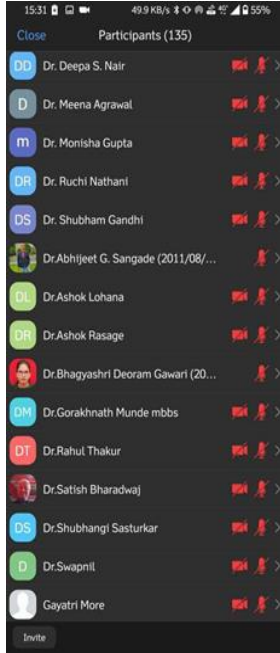 15:31 49.9 KB/s 4G 55%
Close Participants (135)
DD Dr. Deepa S. Nair
D Dr. Meena Agrawal
m Dr. Monisha Gupta
DR Dr. Ruchi Nathani
DS Dr. Shubham Gandhi
Dr.Abhijeet G. Sangade (2011/08/...
DL Dr.Ashok Lohana
DR Dr.Ashok Rasage
Dr.Bhagyashri Deoram Gawari (20...
DM Dr.Gorakhnath Munde mbbs
DT Dr.Rahul Thakur
Dr.Satish Bharadwaj
DS Dr.Shubhangi Sasturkar
D Dr.Swapnil
Gayatri More
Invite